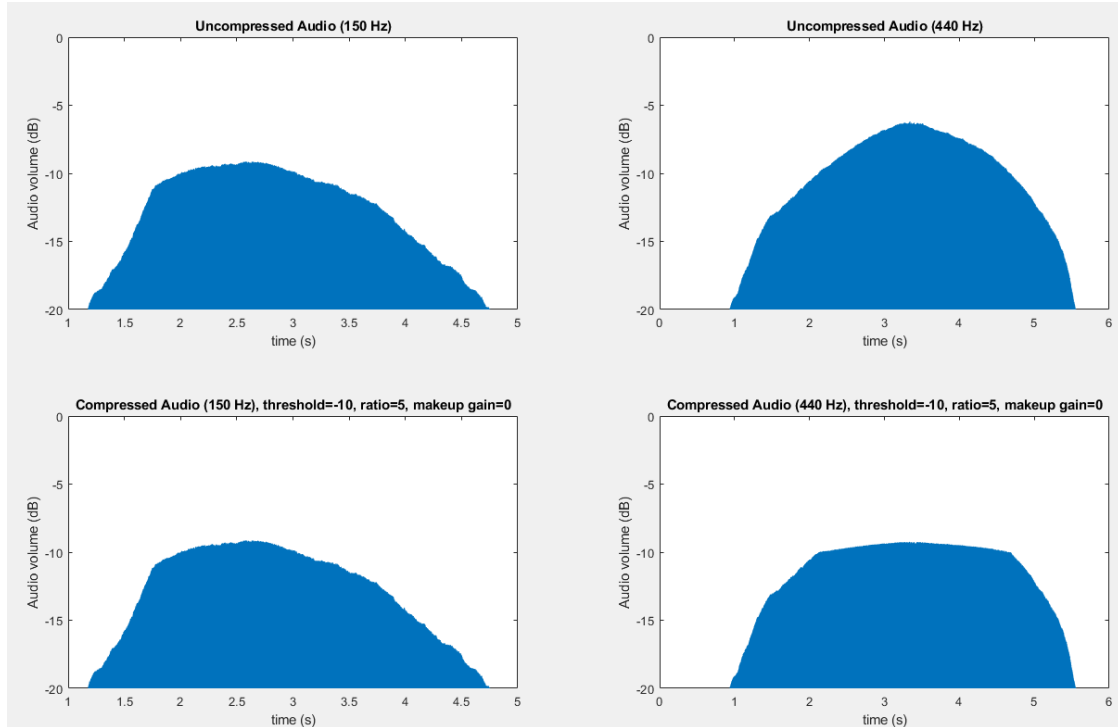 Uncompressed Audio (150 Hz)
0
-5
-10
-15
-20
Audio volume (dB)
1 1.5 2 2.5 3 3.5 4 4.5 5
time (s)
Uncompressed Audio (440 Hz)
0
-5
-10
-15
-20
Audio volume (dB)
0 1 2 3 4 5 6
time (s)
Compressed Audio (150 Hz), threshold=-10, ratio=5, makeup gain=0
0
-5
-10
-15
-20
Audio volume (dB)
1 1.5 2 2.5 3 3.5 4 4.5 5
time (s)
Compressed Audio (440 Hz), threshold=-10, ratio=5, makeup gain=0
0
-5
-10
-15
-20
Audio volume (dB)
0 1 2 3 4 5 6
time (s)